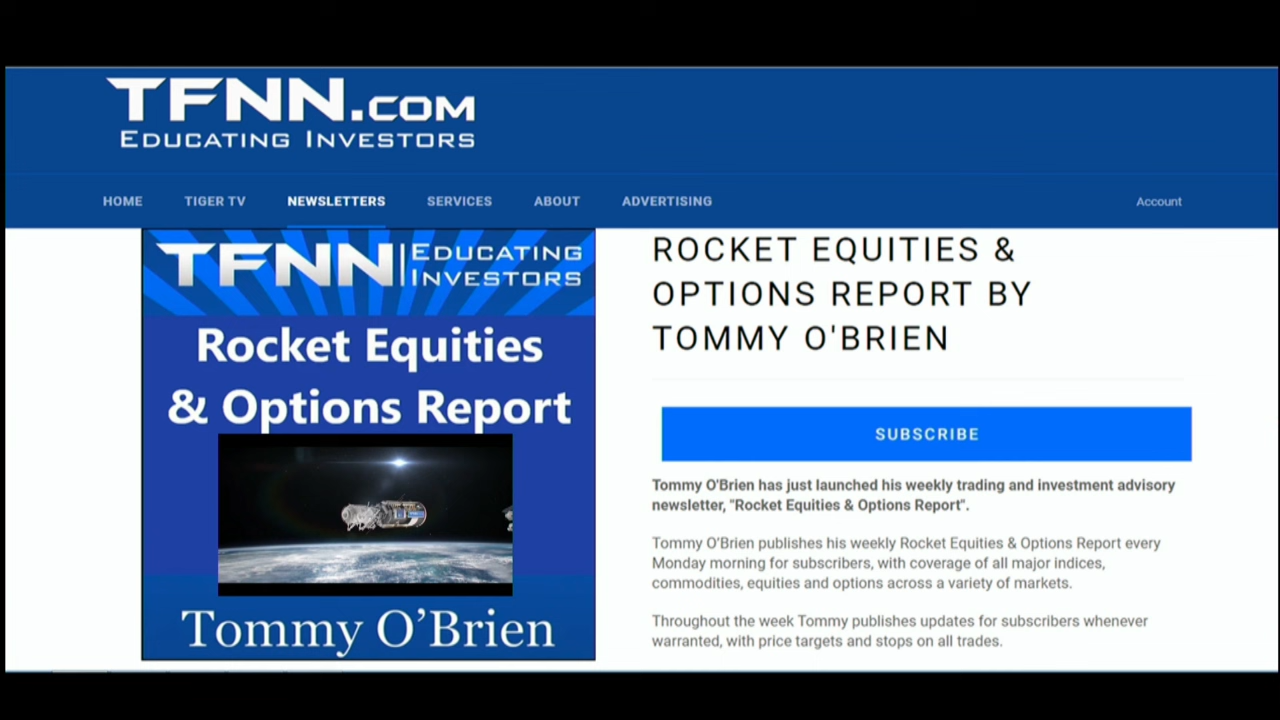 TFNN.COM
EDUCATING INVESTORS
HOME TIGER TV NEWSLETTERS SERVICES ABOUT ADVERTISING Account
TFNN EDUCATING
INVESTORS
Rocket Equities
& Options Report
Tommy O’Brien
ROCKET EQUITIES &
OPTIONS REPORT BY
TOMMY O'BRIEN
SUBSCRIBE
Tommy O'Brien has just launched his weekly trading and investment advisory
newsletter, "Rocket Equities & Options Report".
Tommy O'Brien publishes his weekly Rocket Equities & Options Report every
Monday morning for subscribers, with coverage of all major indices,
commodities, equities and options across a variety of markets.
Throughout the week Tommy publishes updates for subscribers whenever
warranted, with price targets and stops on all trades.